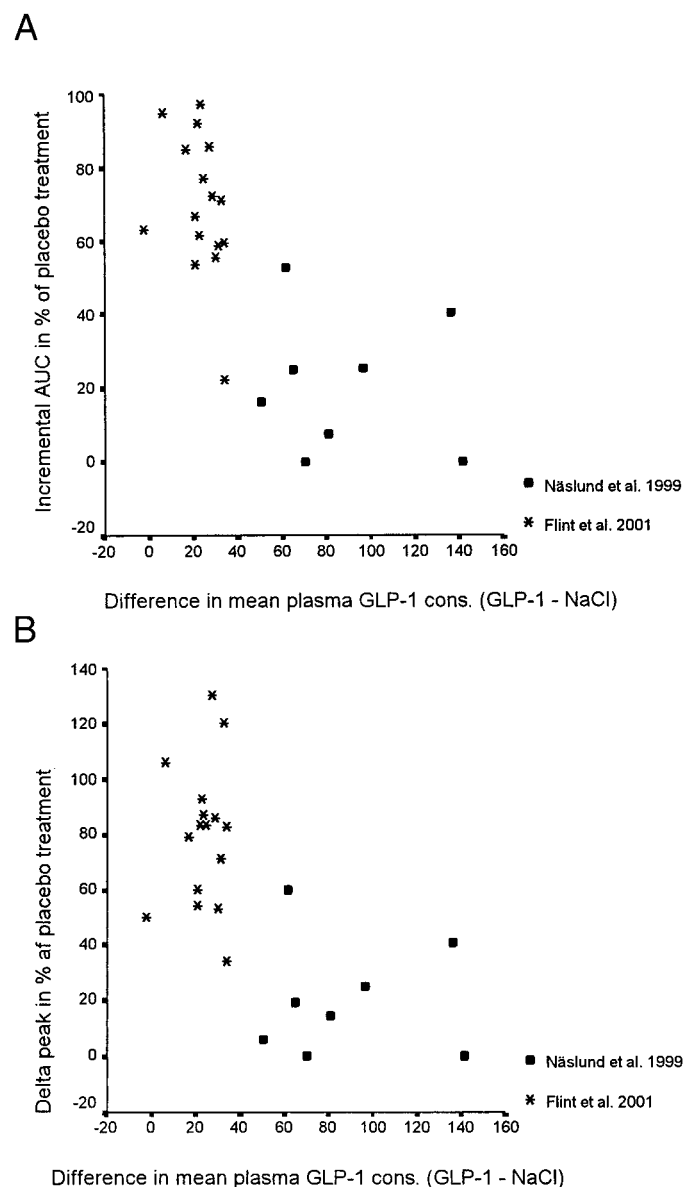 A
Incremental AUC in % of placebo treatment
100
80
60
40
20
0
-20
-20 0 20 40 60 80 100 120 140 160
Näslund et al. 1999
Flint et al. 2001
Difference in mean plasma GLP-1 cons. (GLP-1 - NaCl)
B
Delta peak in % af placebo treatment
140
120
100
80
60
40
20
0
-20
-20 0 20 40 60 80 100 120 140 160
Näslund et al. 1999
Flint et al. 2001
Difference in mean plasma GLP-1 cons. (GLP-1 - NaCl)